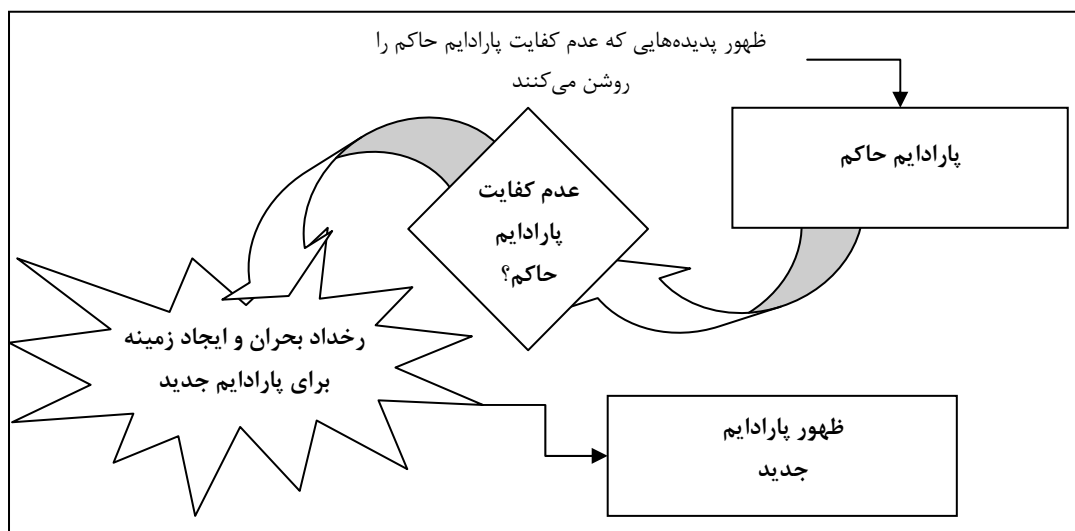 ظهور پدیده‌هایی که عدم کفایت پارادایم حاکم را
روشن می‌کنند
پارادایم حاکم
عدم کفایت
پارادایم
حاکم؟
رخداد بحران و ایجاد زمینه
برای پارادایم جدید
ظهور پارادایم
جدید